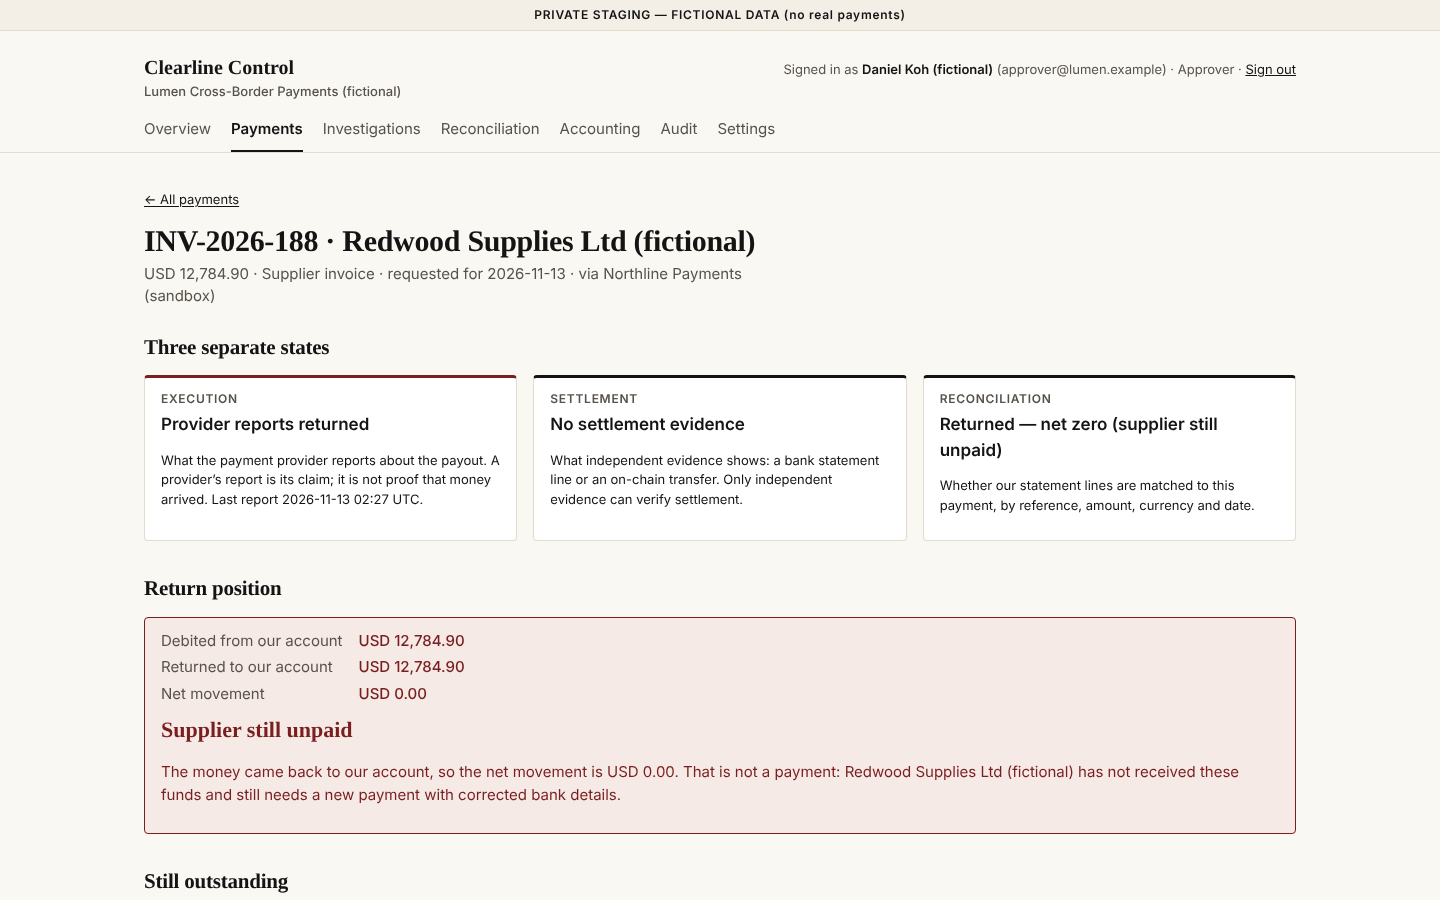 PRIVATE STAGING — FICTIONAL DATA (no real payments)
Clearline Control
Lumen Cross-Border Payments (fictional)
Signed in as Daniel Koh (fictional) (approver@lumen.example) · Approver · Sign out
Overview Payments Investigations Reconciliation Accounting Audit Settings
← All payments
INV-2026-188 · Redwood Supplies Ltd (fictional)
USD 12,784.90 · Supplier invoice · requested for 2026-11-13 · via Northline Payments
(sandbox)
Three separate states
EXECUTION
Provider reports returned
What the payment provider reports about the payout. A
provider’s report is its claim; it is not proof that money
arrived. Last report 2026-11-13 02:27 UTC.
SETTLEMENT
No settlement evidence
What independent evidence shows: a bank statement
line or an on-chain transfer. Only independent
evidence can verify settlement.
RECONCILIATION
Returned — net zero (supplier still
unpaid)
Whether our statement lines are matched to this
payment, by reference, amount, currency and date.
Return position
Debited from our account USD 12,784.90
Returned to our account USD 12,784.90
Net movement USD 0.00
Supplier still unpaid
The money came back to our account, so the net movement is USD 0.00. That is not a payment: Redwood Supplies Ltd (fictional) has not received these
funds and still needs a new payment with corrected bank details.
Still outstanding